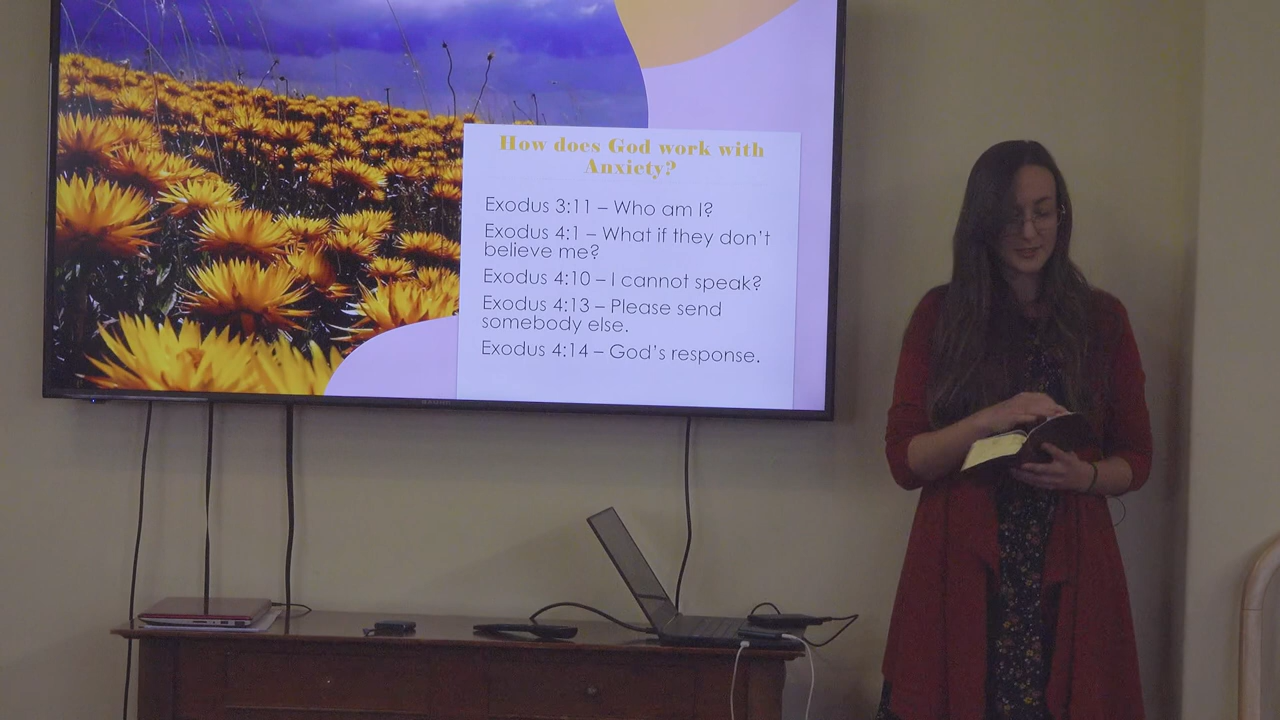 How does God work with
Anxiety?
Exodus 3:11 – Who am I?
Exodus 4:1 – What if they don't
believe me?
Exodus 4:10 – I cannot speak?
Exodus 4:13 – Please send
somebody else.
Exodus 4:14 – God's response.